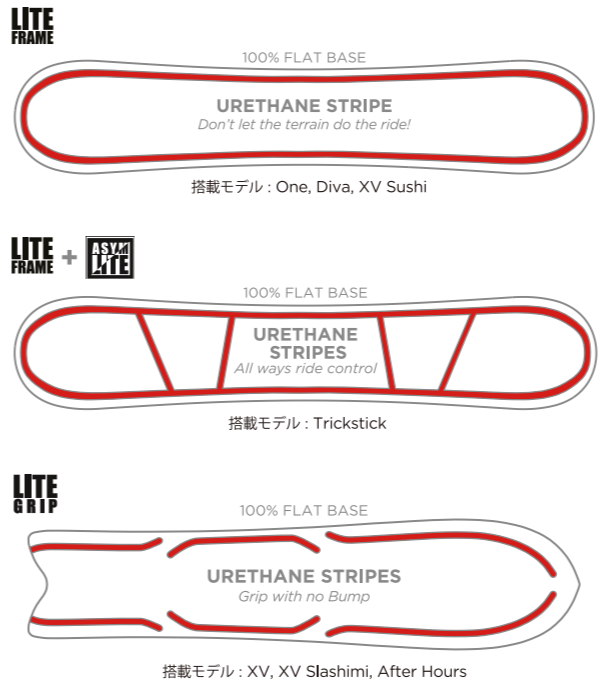 LITE
FRAME
100% FLAT BASE
URETHANE STRIPE
Don't let the terrain do the ride!
搭載モデル : One, Diva, XV Sushi
LITE
FRAME
+
ASYM
LITE
100% FLAT BASE
URETHANE
STRIPES
All ways ride control
搭載モデル : Trickstick
LITE
GRIP
100% FLAT BASE
URETHANE STRIPES
Grip with no Bump
搭載モデル : XV, XV Slashimi, After Hours